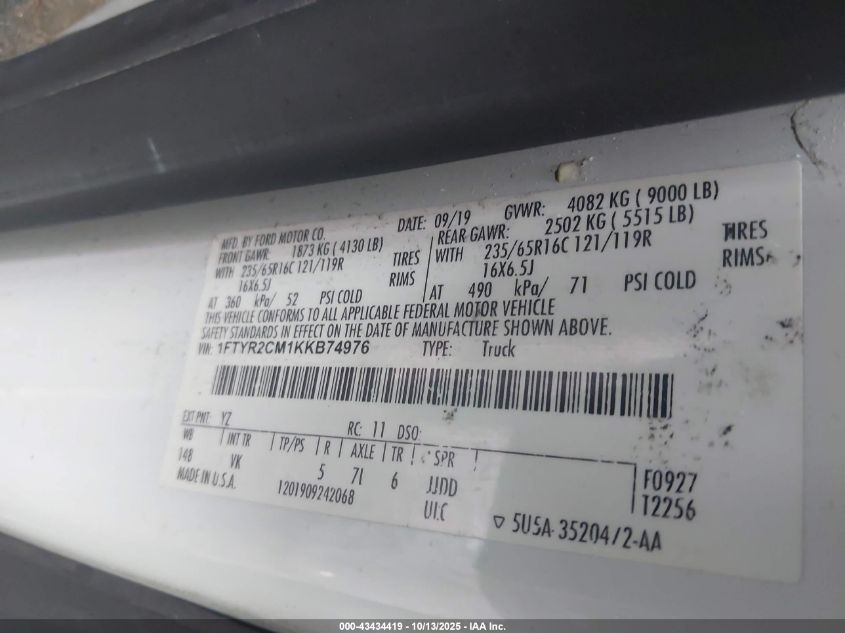 MFD. BY FORD MOTOR CO. DATE: 09/19 GVWR: 4082 KG ( 9000 LB)
FRONT GAWR: 1873 KG ( 4130 LB) REAR GAWR: 2502 KG ( 5515 LB)
WITH 235/65R16C 121/119R TIRES WITH 235/65R16C 121/119R TIRES
16X6.5J RIMS 16X6.5J RIMS
AT 360 kPa/ 52 PSI COLD AT 490 kPa/ 71 PSI COLD
THIS VEHICLE CONFORMS TO ALL APPLICABLE FEDERAL MOTOR VEHICLE
SAFETY STANDARDS IN EFFECT ON THE DATE OF MANUFACTURE SHOWN ABOVE.
VIN: 1FTYR2CM1KKB74976 TYPE: Truck
EXT PNT: YZ RC: 11 DSO:
WB INT TR TP/PS R AXLE TR SPR
148 VK 5 71 6 JJDD F0927
MADE IN U.S.A. 1201909242068 UI.C T2256
5U5A-35204/2-AA
000-43434419 - 10/13/2025 - IAA Inc.